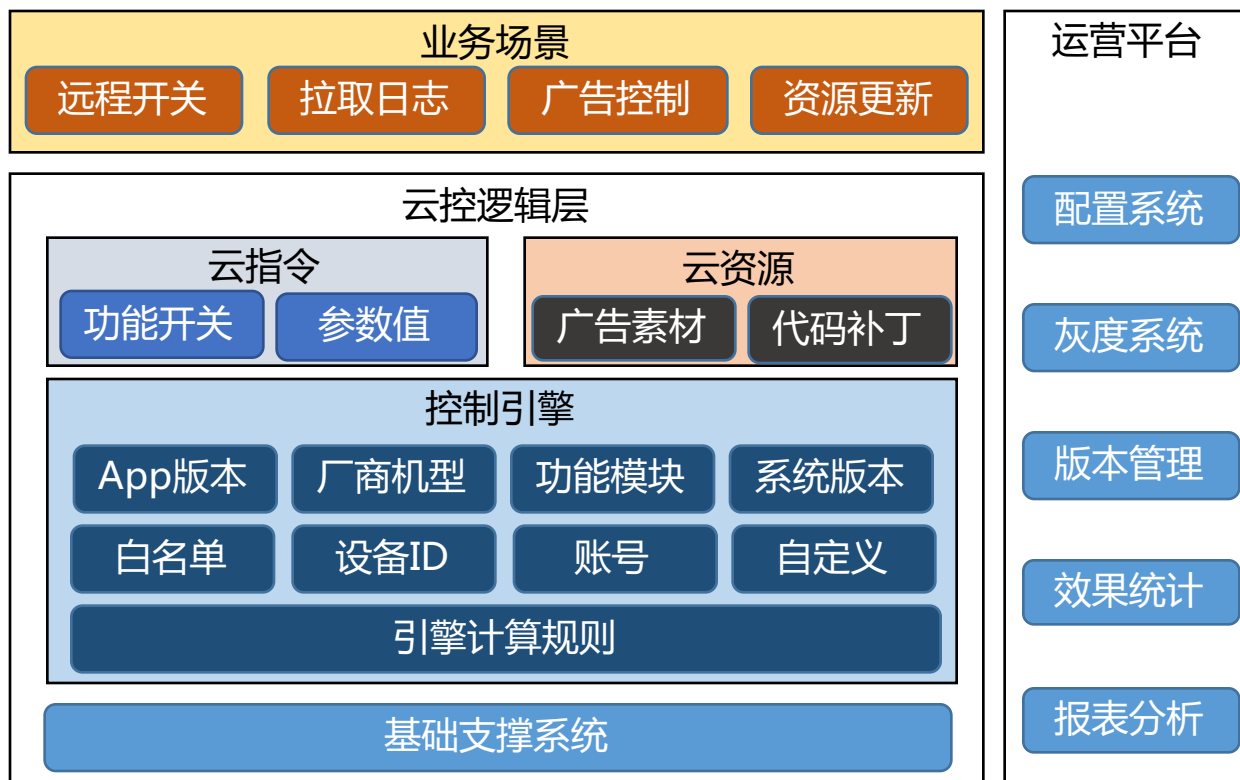 业务场景
远程开关 拉取日志 广告控制 资源更新
云控逻辑层
云指令
功能开关 参数值
云资源
广告素材 代码补丁
控制引擎
App版本 厂商机型 功能模块 系统版本
白名单 设备ID 账号 自定义
引擎计算规则
基础支撑系统
运营平台
配置系统
灰度系统
版本管理
效果统计
报表分析